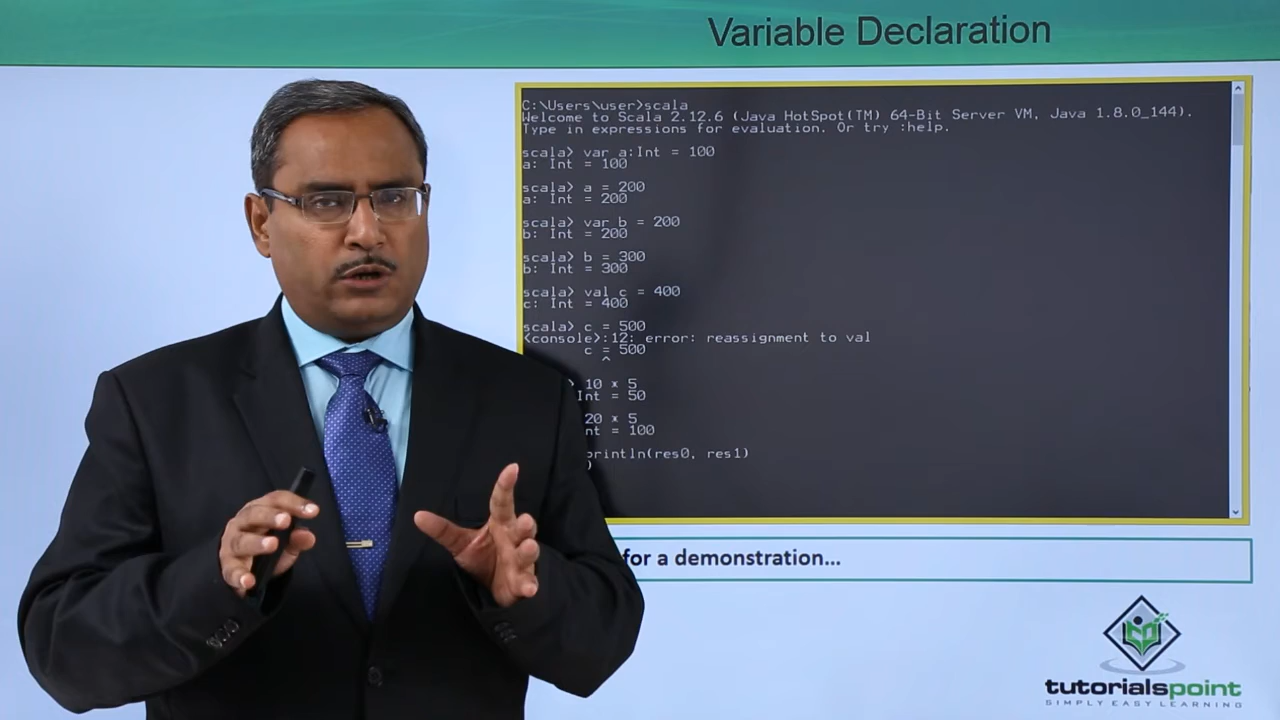 Variable Declaration
C:\Users\user>scala
Welcome to Scala 2.12.6 (Java HotSpot(TM) 64-Bit Server VM, Java 1.8.0_144).
Type in expressions for evaluation. Or try :help.
scala> var a:Int = 100
a: Int = 100
scala> a = 200
a: Int = 200
scala> var b = 200
b: Int = 200
scala> b = 300
b: Int = 300
scala> val c = 400
c: Int = 400
scala> c = 500
<console>:12: error: reassignment to val
c = 500
^
> 10 * 5
Int = 50
20 * 5
nt = 100
println(res0, res1)
)
for a demonstration...
tutorialspoint
SIMPLY EASY LEARNING